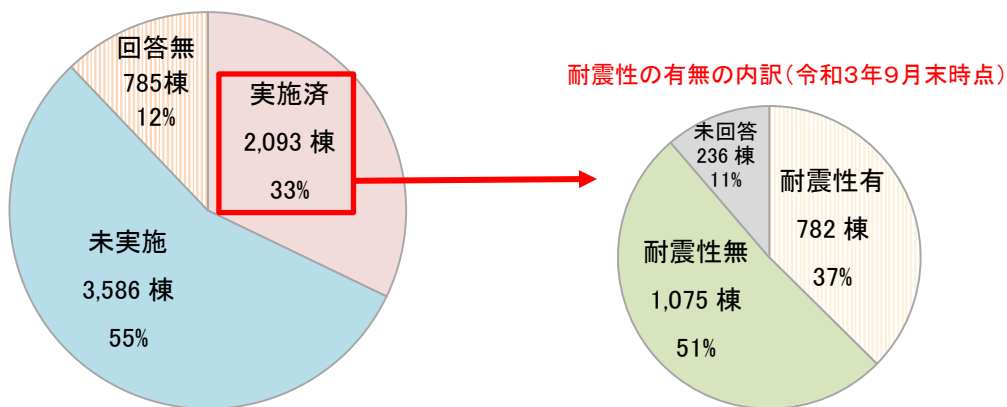 回答無
785棟
12%
実施済
2,093 棟
33%
未実施
3,586 棟
55%
耐震性の有無の内訳(令和3年9月末時点)
未回答
236 棟
11%
耐震性有
782 棟
37%
耐震性無
1,075 棟
51%